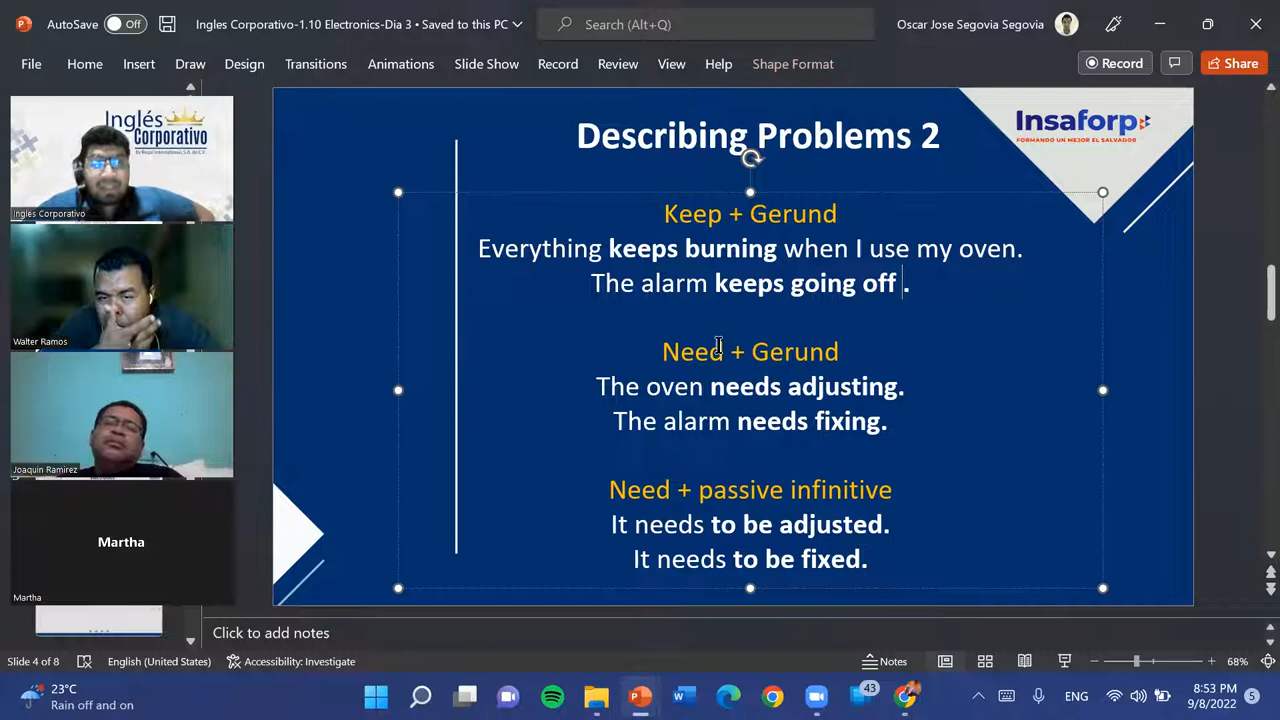 AutoSave Off Ingles Corporativo-1.10 Electronics-Dia 3 • Saved to this PC Search (Alt+Q) Oscar Jose Segovia Segovia
File Home Insert Draw Design Transitions Animations Slide Show Record Review View Help Shape Format Record Share
Inglés
Corporativo
Ingles Corporativo
Walter Ramos
Joaquin Ramirez
Martha
Martha
Insaforp
FORMANDO UN MEJOR EL SALVADOR
Describing Problems 2
Keep + Gerund
Everything keeps burning when I use my oven.
The alarm keeps going off .
Need + Gerund
The oven needs adjusting.
The alarm needs fixing.
Need + passive infinitive
It needs to be adjusted.
It needs to be fixed.
Click to add notes
Slide 4 of 8 English (United States) Accessibility: Investigate Notes 68%
23°C
Rain off and on
43
ENG
8:53 PM
9/8/2022
5